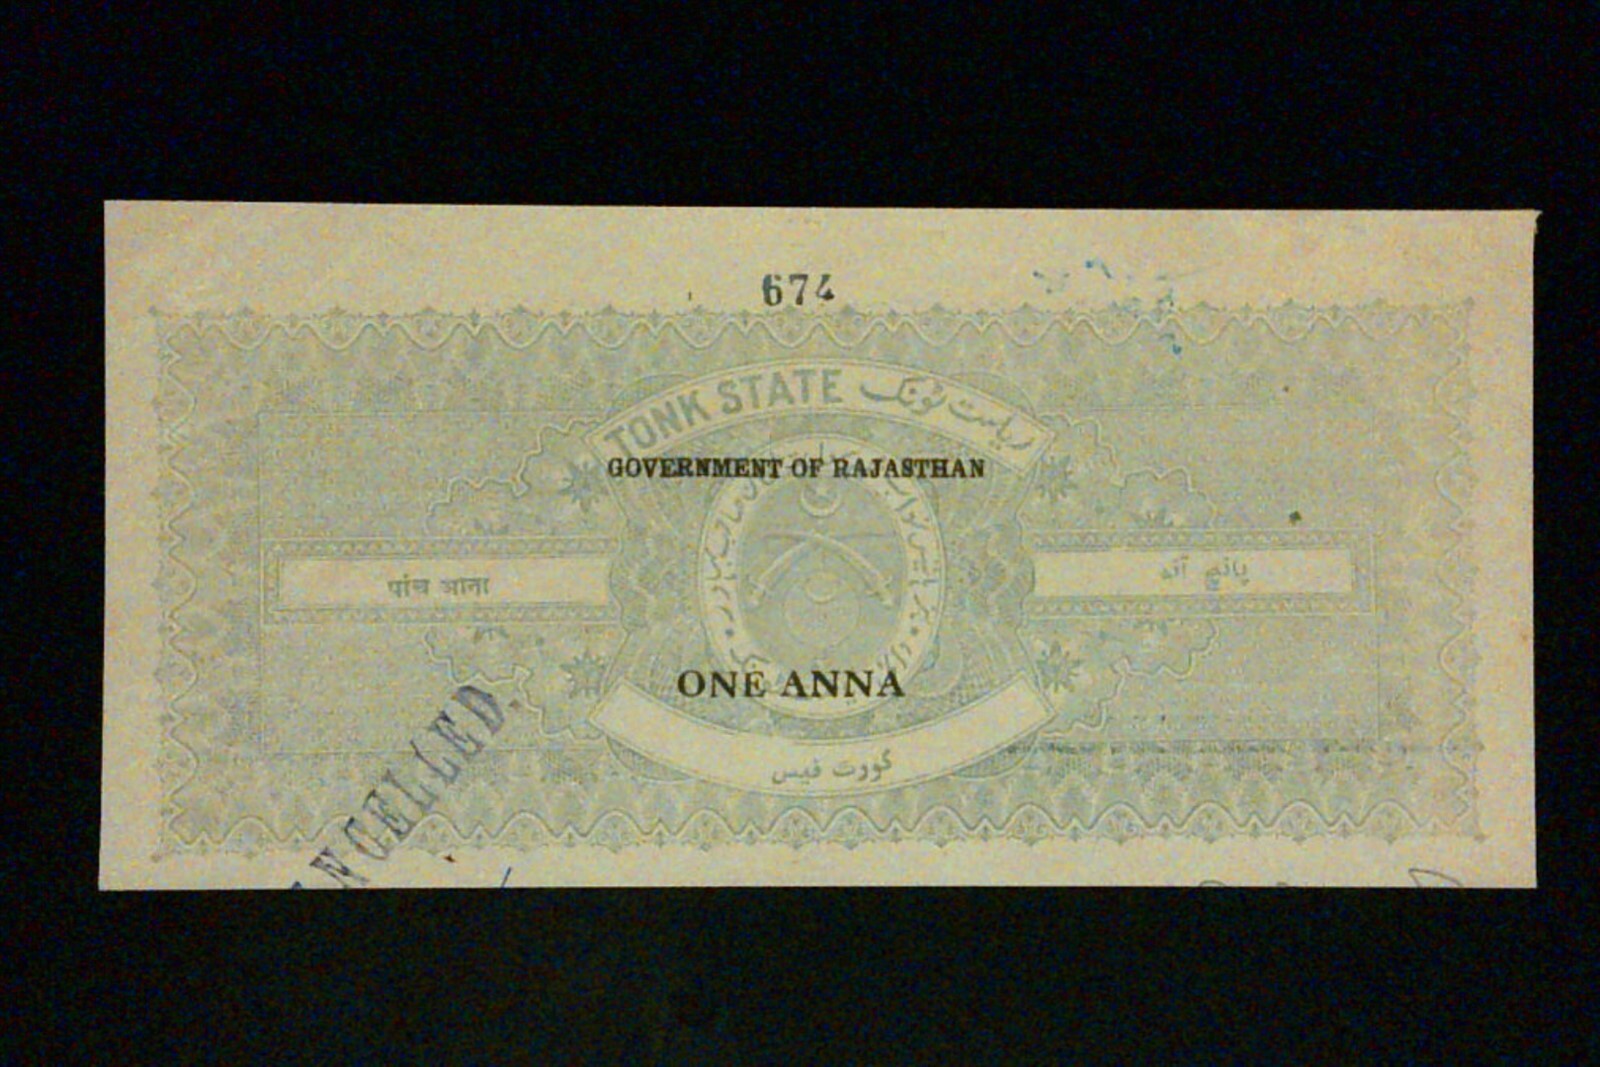 674
TONK STATE ریاست ٹونک
GOVERNMENT OF RAJASTHAN
पांच आना
پانچ آنہ
ONE ANNA
کورٹ فیس